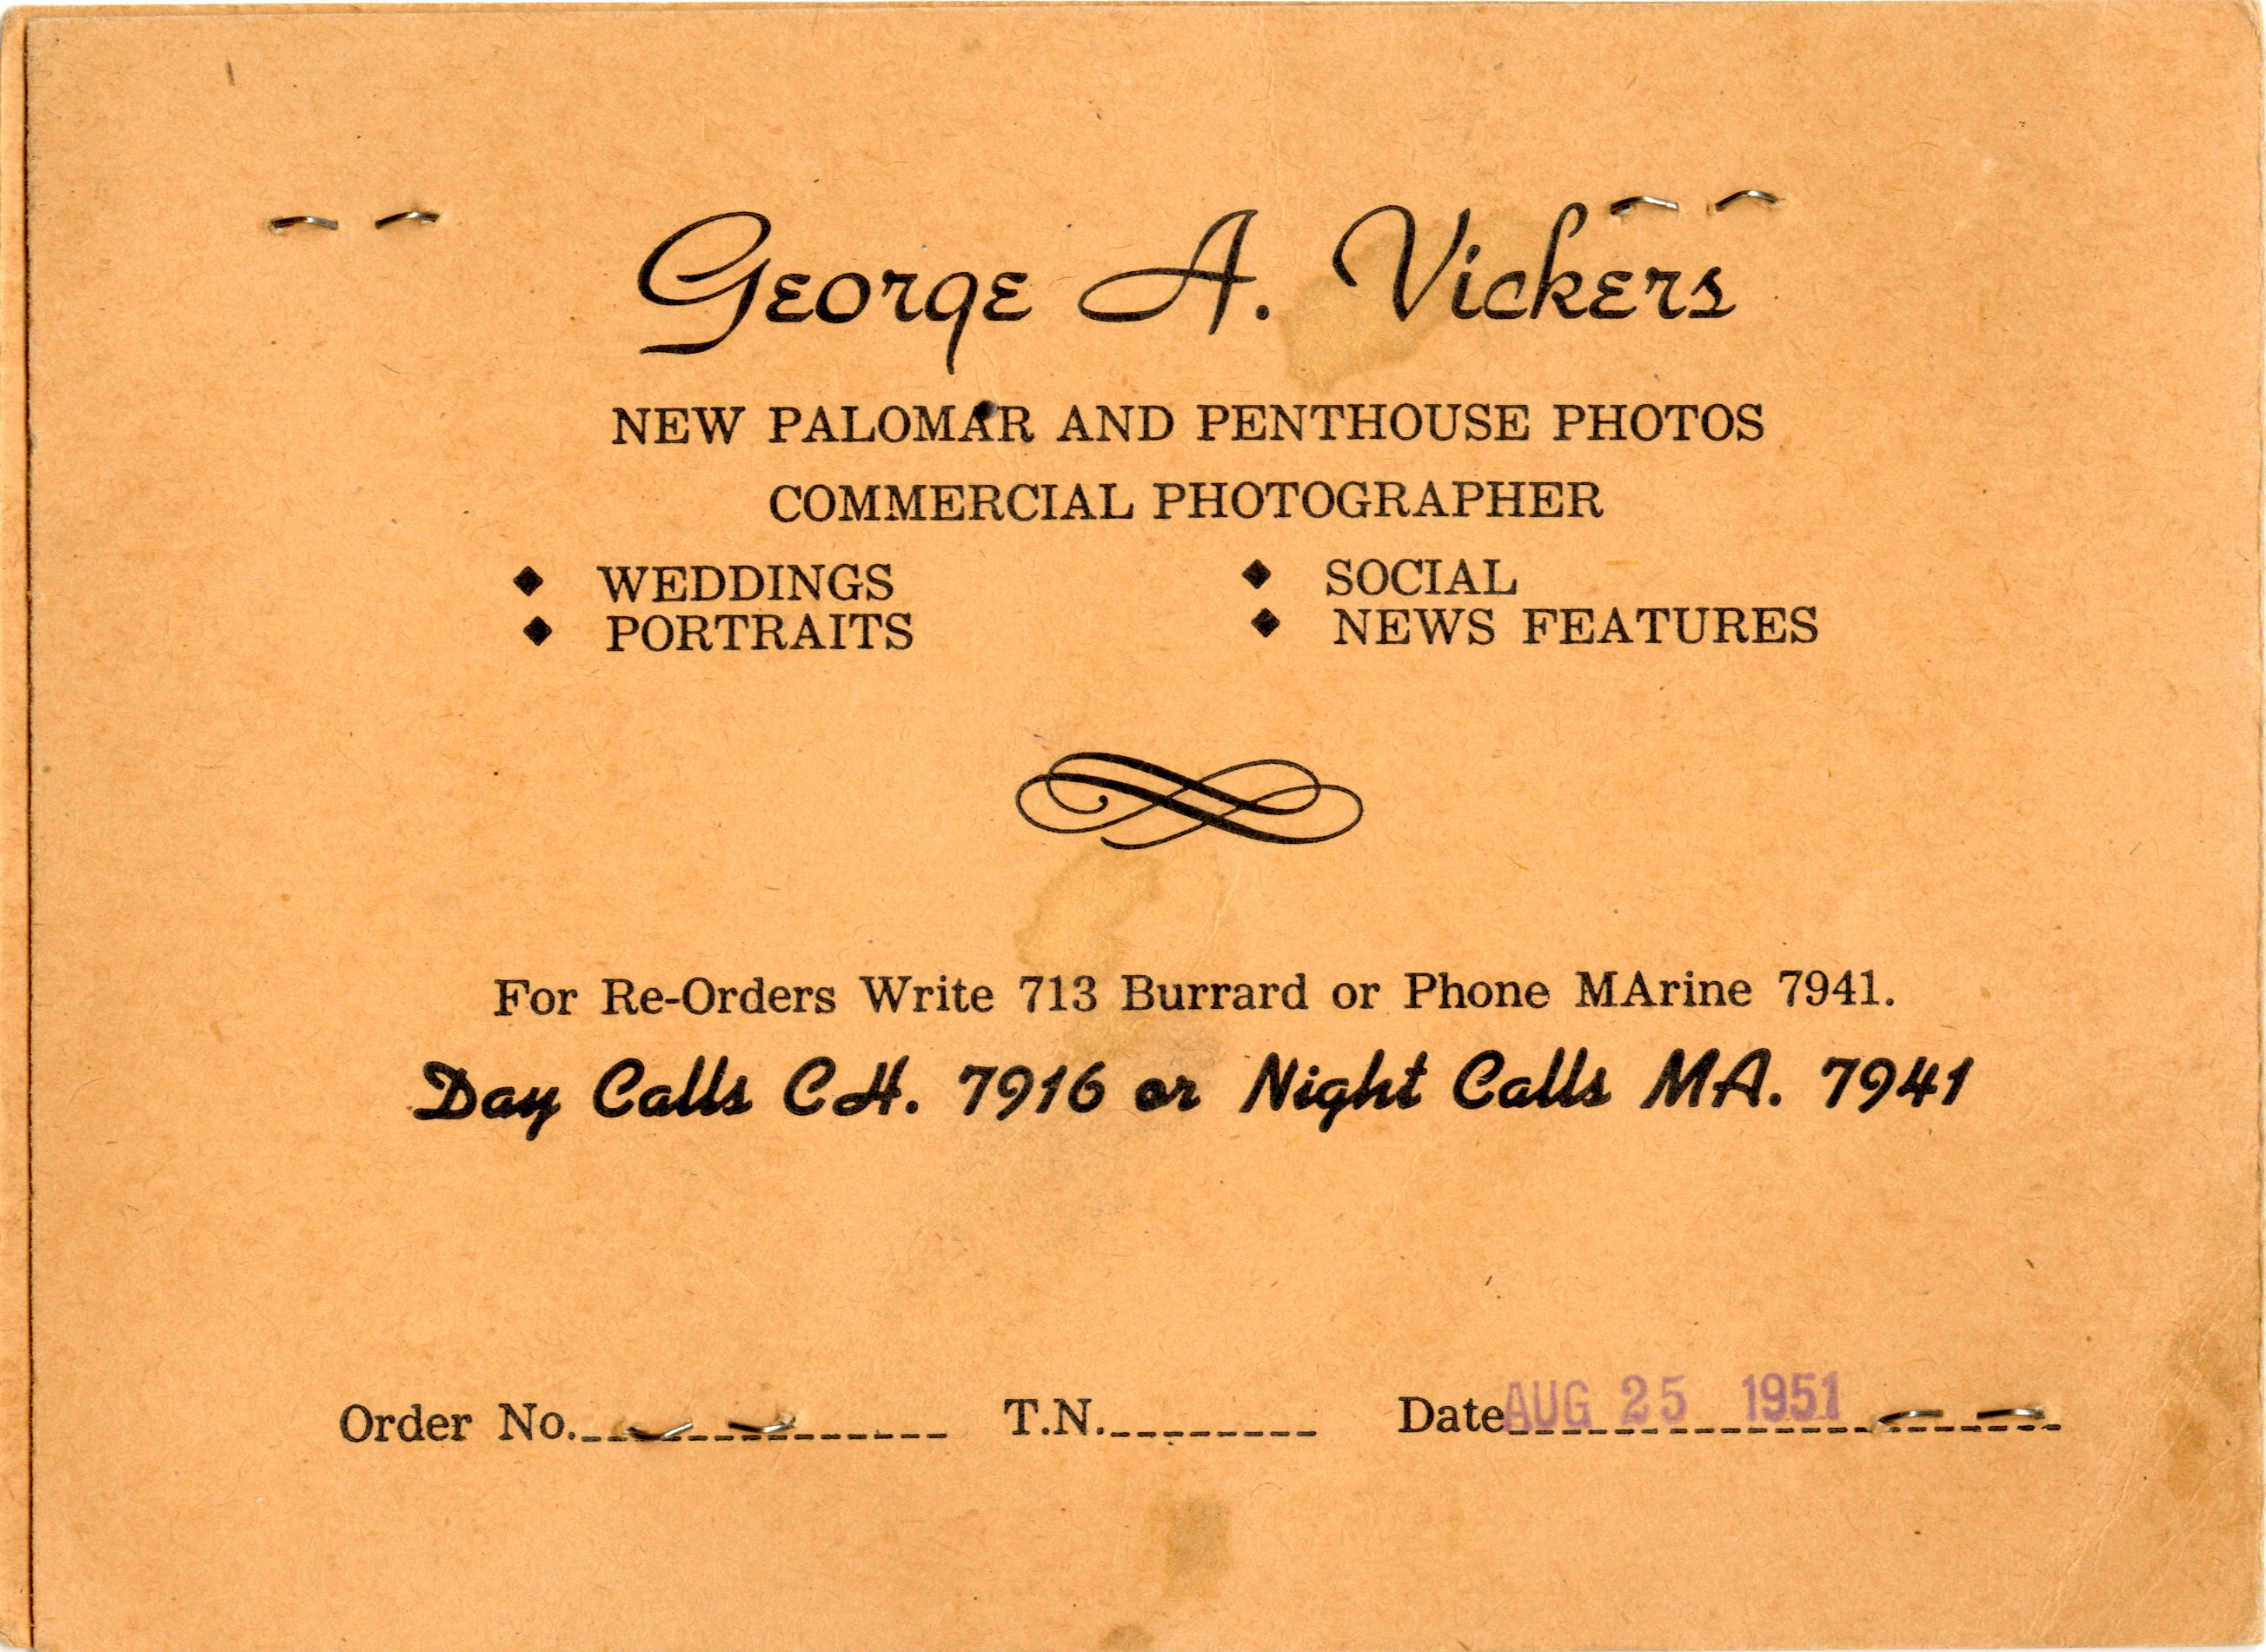 George A. Vickers
NEW PALOMAR AND PENTHOUSE PHOTOS
COMMERCIAL PHOTOGRAPHER
◆ WEDDINGS ◆ SOCIAL
◆ PORTRAITS ◆ NEWS FEATURES
For Re-Orders Write 713 Burrard or Phone MArine 7941.
Day Calls CH. 7916 or Night Calls MA. 7941
Order No. T.N. Date AUG 25 1951